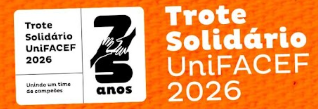 Trote
Solidário
UniFACEF
2026
Unindo um time
de campeões
75
anos
Trote
Solidário
UniFACEF
2026